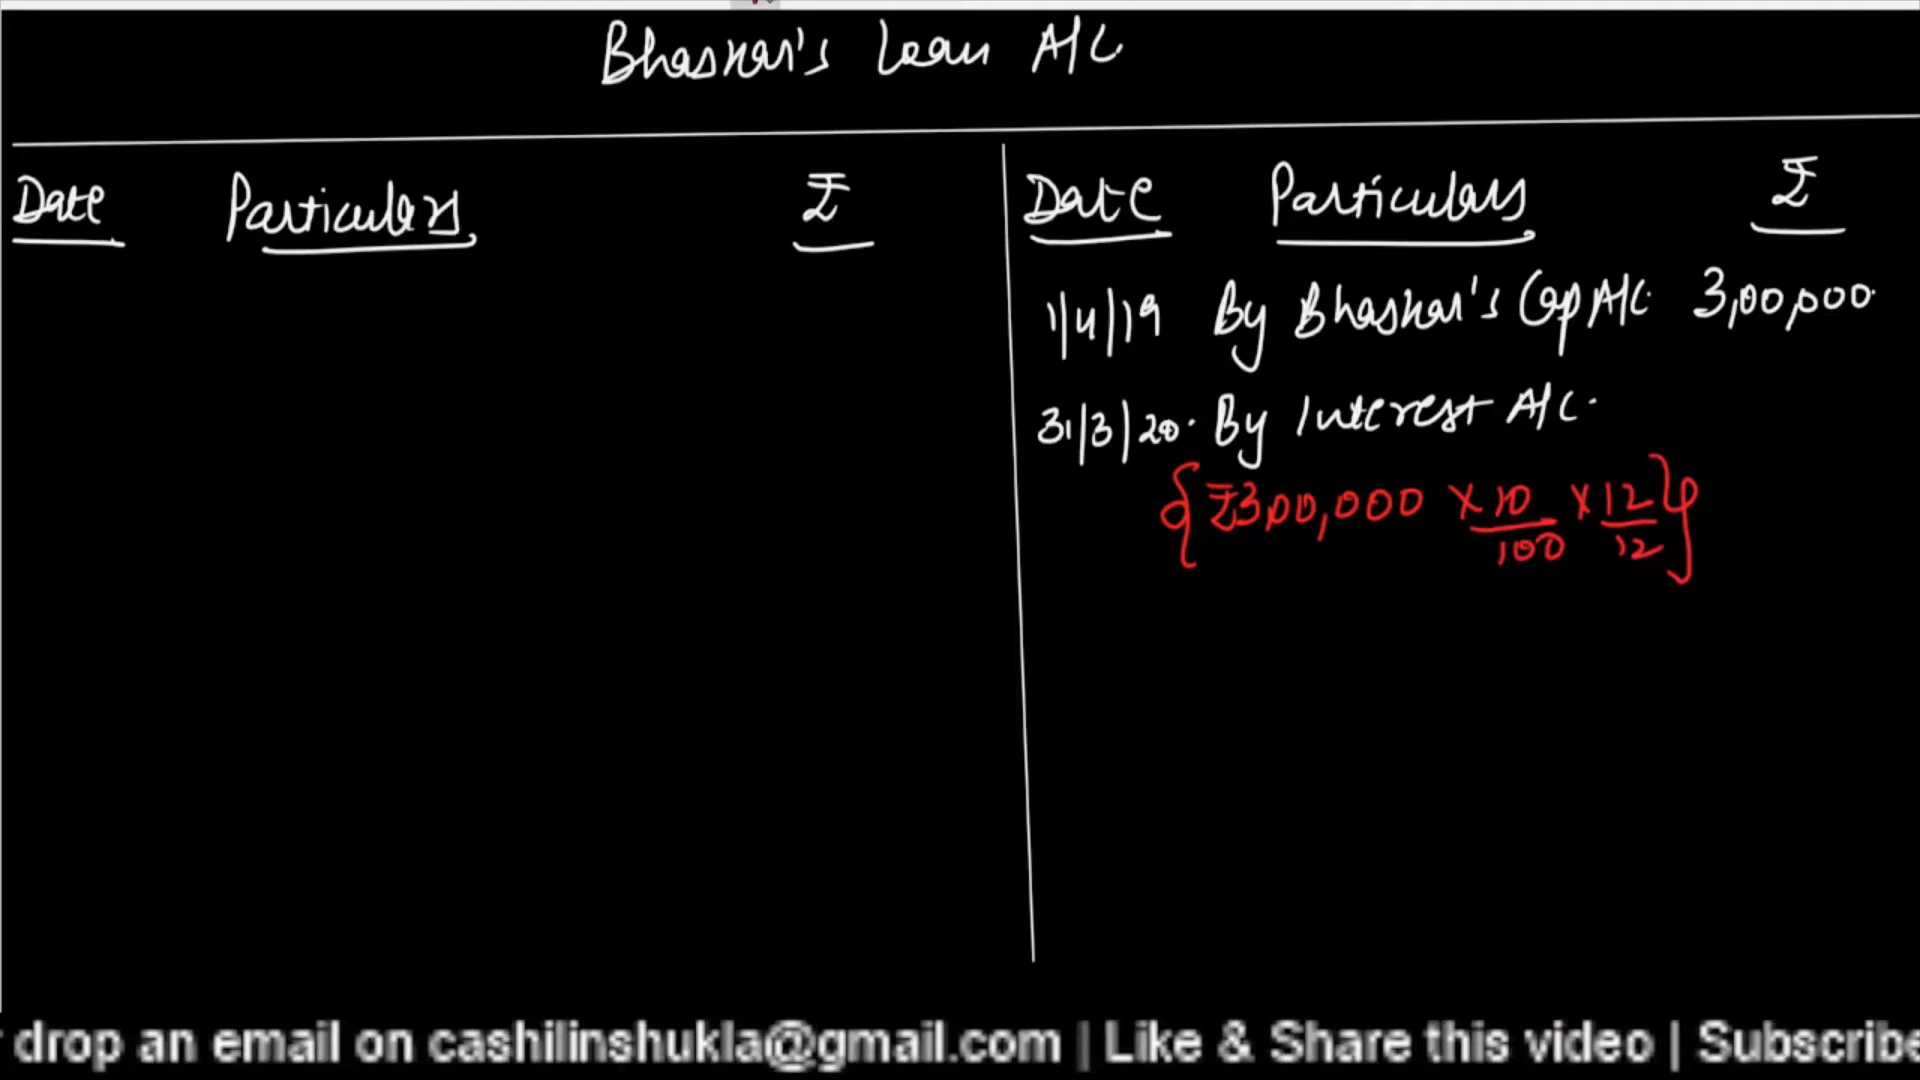 Bhaskar's Loan A/C
Date Particulars ₹ Date Particulars ₹
1/4/19 By Bhaskar's Cap A/C 3,00,000
31/3/20 By Interest A/C
{₹3,00,000 × 10/100 × 12/12}
drop an email on cashilinshukla@gmail.com | Like & Share this video | Subscribe